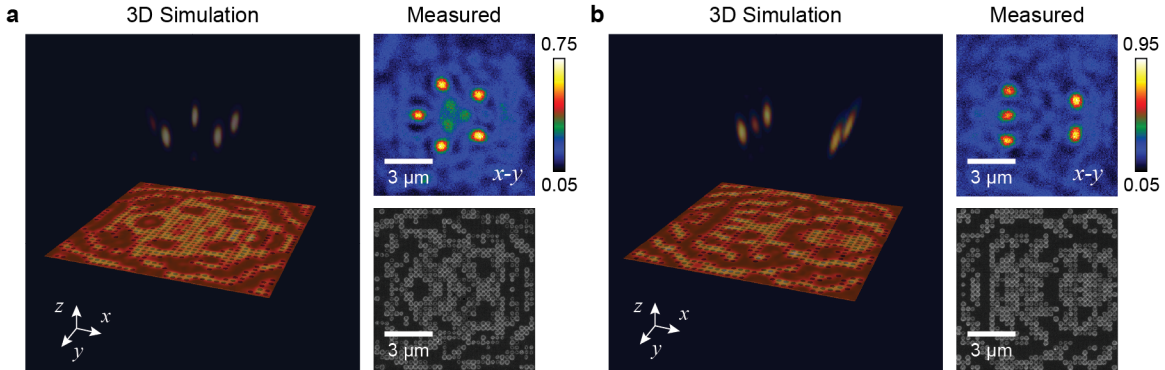 a
3D Simulation
Measured
0.75
0.05
3 μm
x-y
3 μm
z
x
y
b
3D Simulation
Measured
0.95
0.05
3 μm
x-y
3 μm
z
x
y